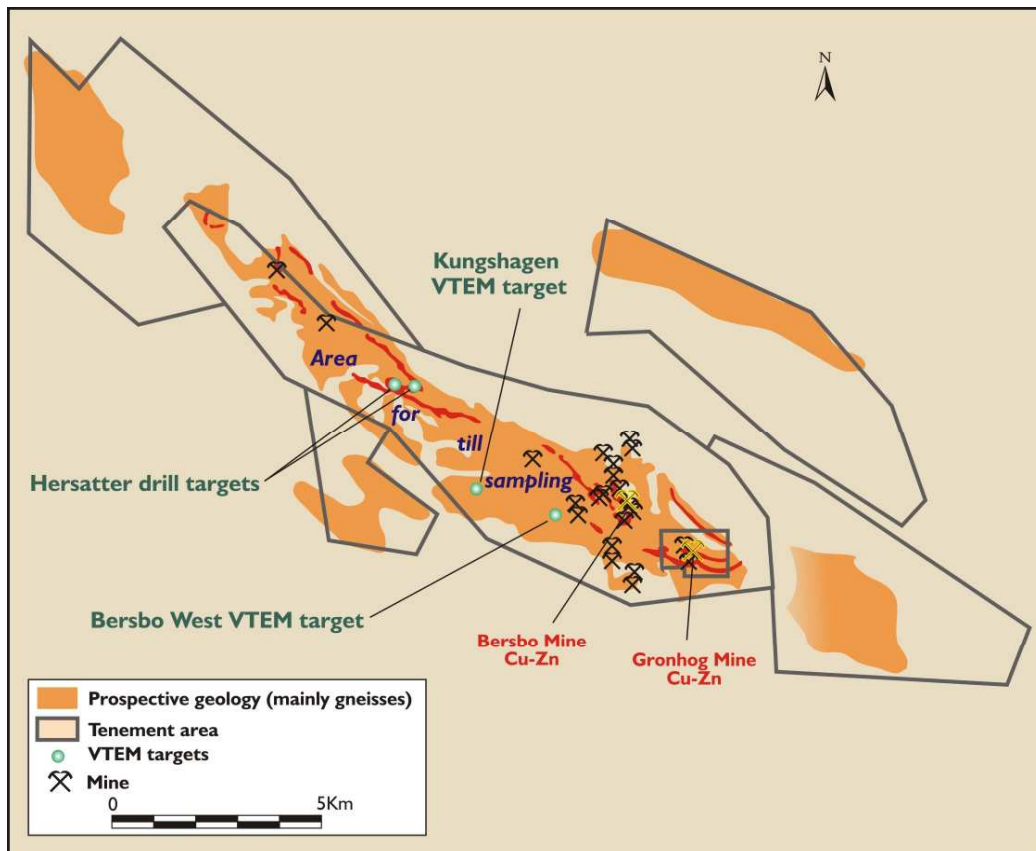 N
Kungshagen
VTEM target
Area
for
till
sampling
Hersatter drill targets
Bersbo West VTEM target
Bersbo Mine
Cu-Zn
Gronhog Mine
Cu-Zn
Prospective geology (mainly gneisses)
Tenement area
VTEM targets
Mine
0 5Km